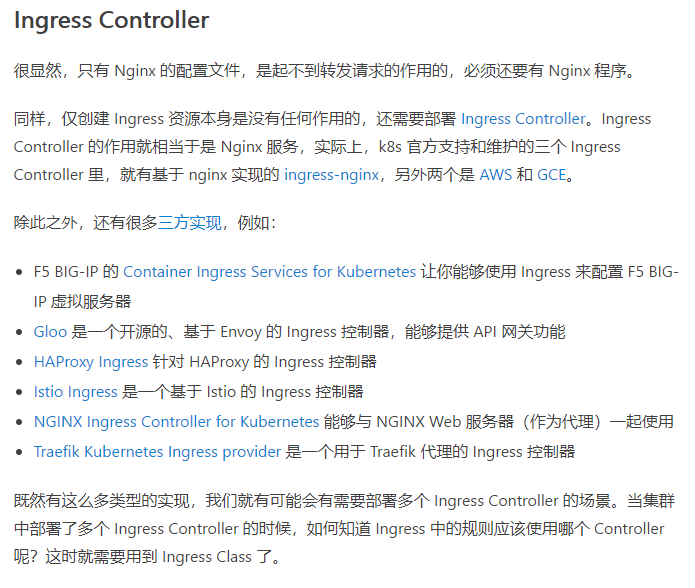 Ingress Controller
很显然，只有 Nginx 的配置文件，是起不到转发请求的作用的，必须还要有 Nginx 程序。
同样，仅创建 Ingress 资源本身是没有任何作用的，还需要部署 Ingress Controller。Ingress
Controller 的作用就相当于是 Nginx 服务，实际上，k8s 官方支持和维护的三个 Ingress
Controller 里，就有基于 nginx 实现的 ingress-nginx，另外两个是 AWS 和 GCE。
除此之外，还有很多三方实现，例如：
• F5 BIG-IP 的 Container Ingress Services for Kubernetes 让你能够使用 Ingress 来配置 F5 BIG-
IP 虚拟服务器
• Gloo 是一个开源的、基于 Envoy 的 Ingress 控制器，能够提供 API 网关功能
• HAProxy Ingress 针对 HAProxy 的 Ingress 控制器
• Istio Ingress 是一个基于 Istio 的 Ingress 控制器
• NGINX Ingress Controller for Kubernetes 能够与 NGINX Web 服务器（作为代理）一起使用
• Traefik Kubernetes Ingress provider 是一个用于 Traefik 代理的 Ingress 控制器
既然有这么多类型的实现，我们就有可能会有需要部署多个 Ingress Controller 的场景。当集群
中部署了多个 Ingress Controller 的时候，如何知道 Ingress 中的规则应该使用哪个 Controller
呢？这时就需要用到 Ingress Class 了。